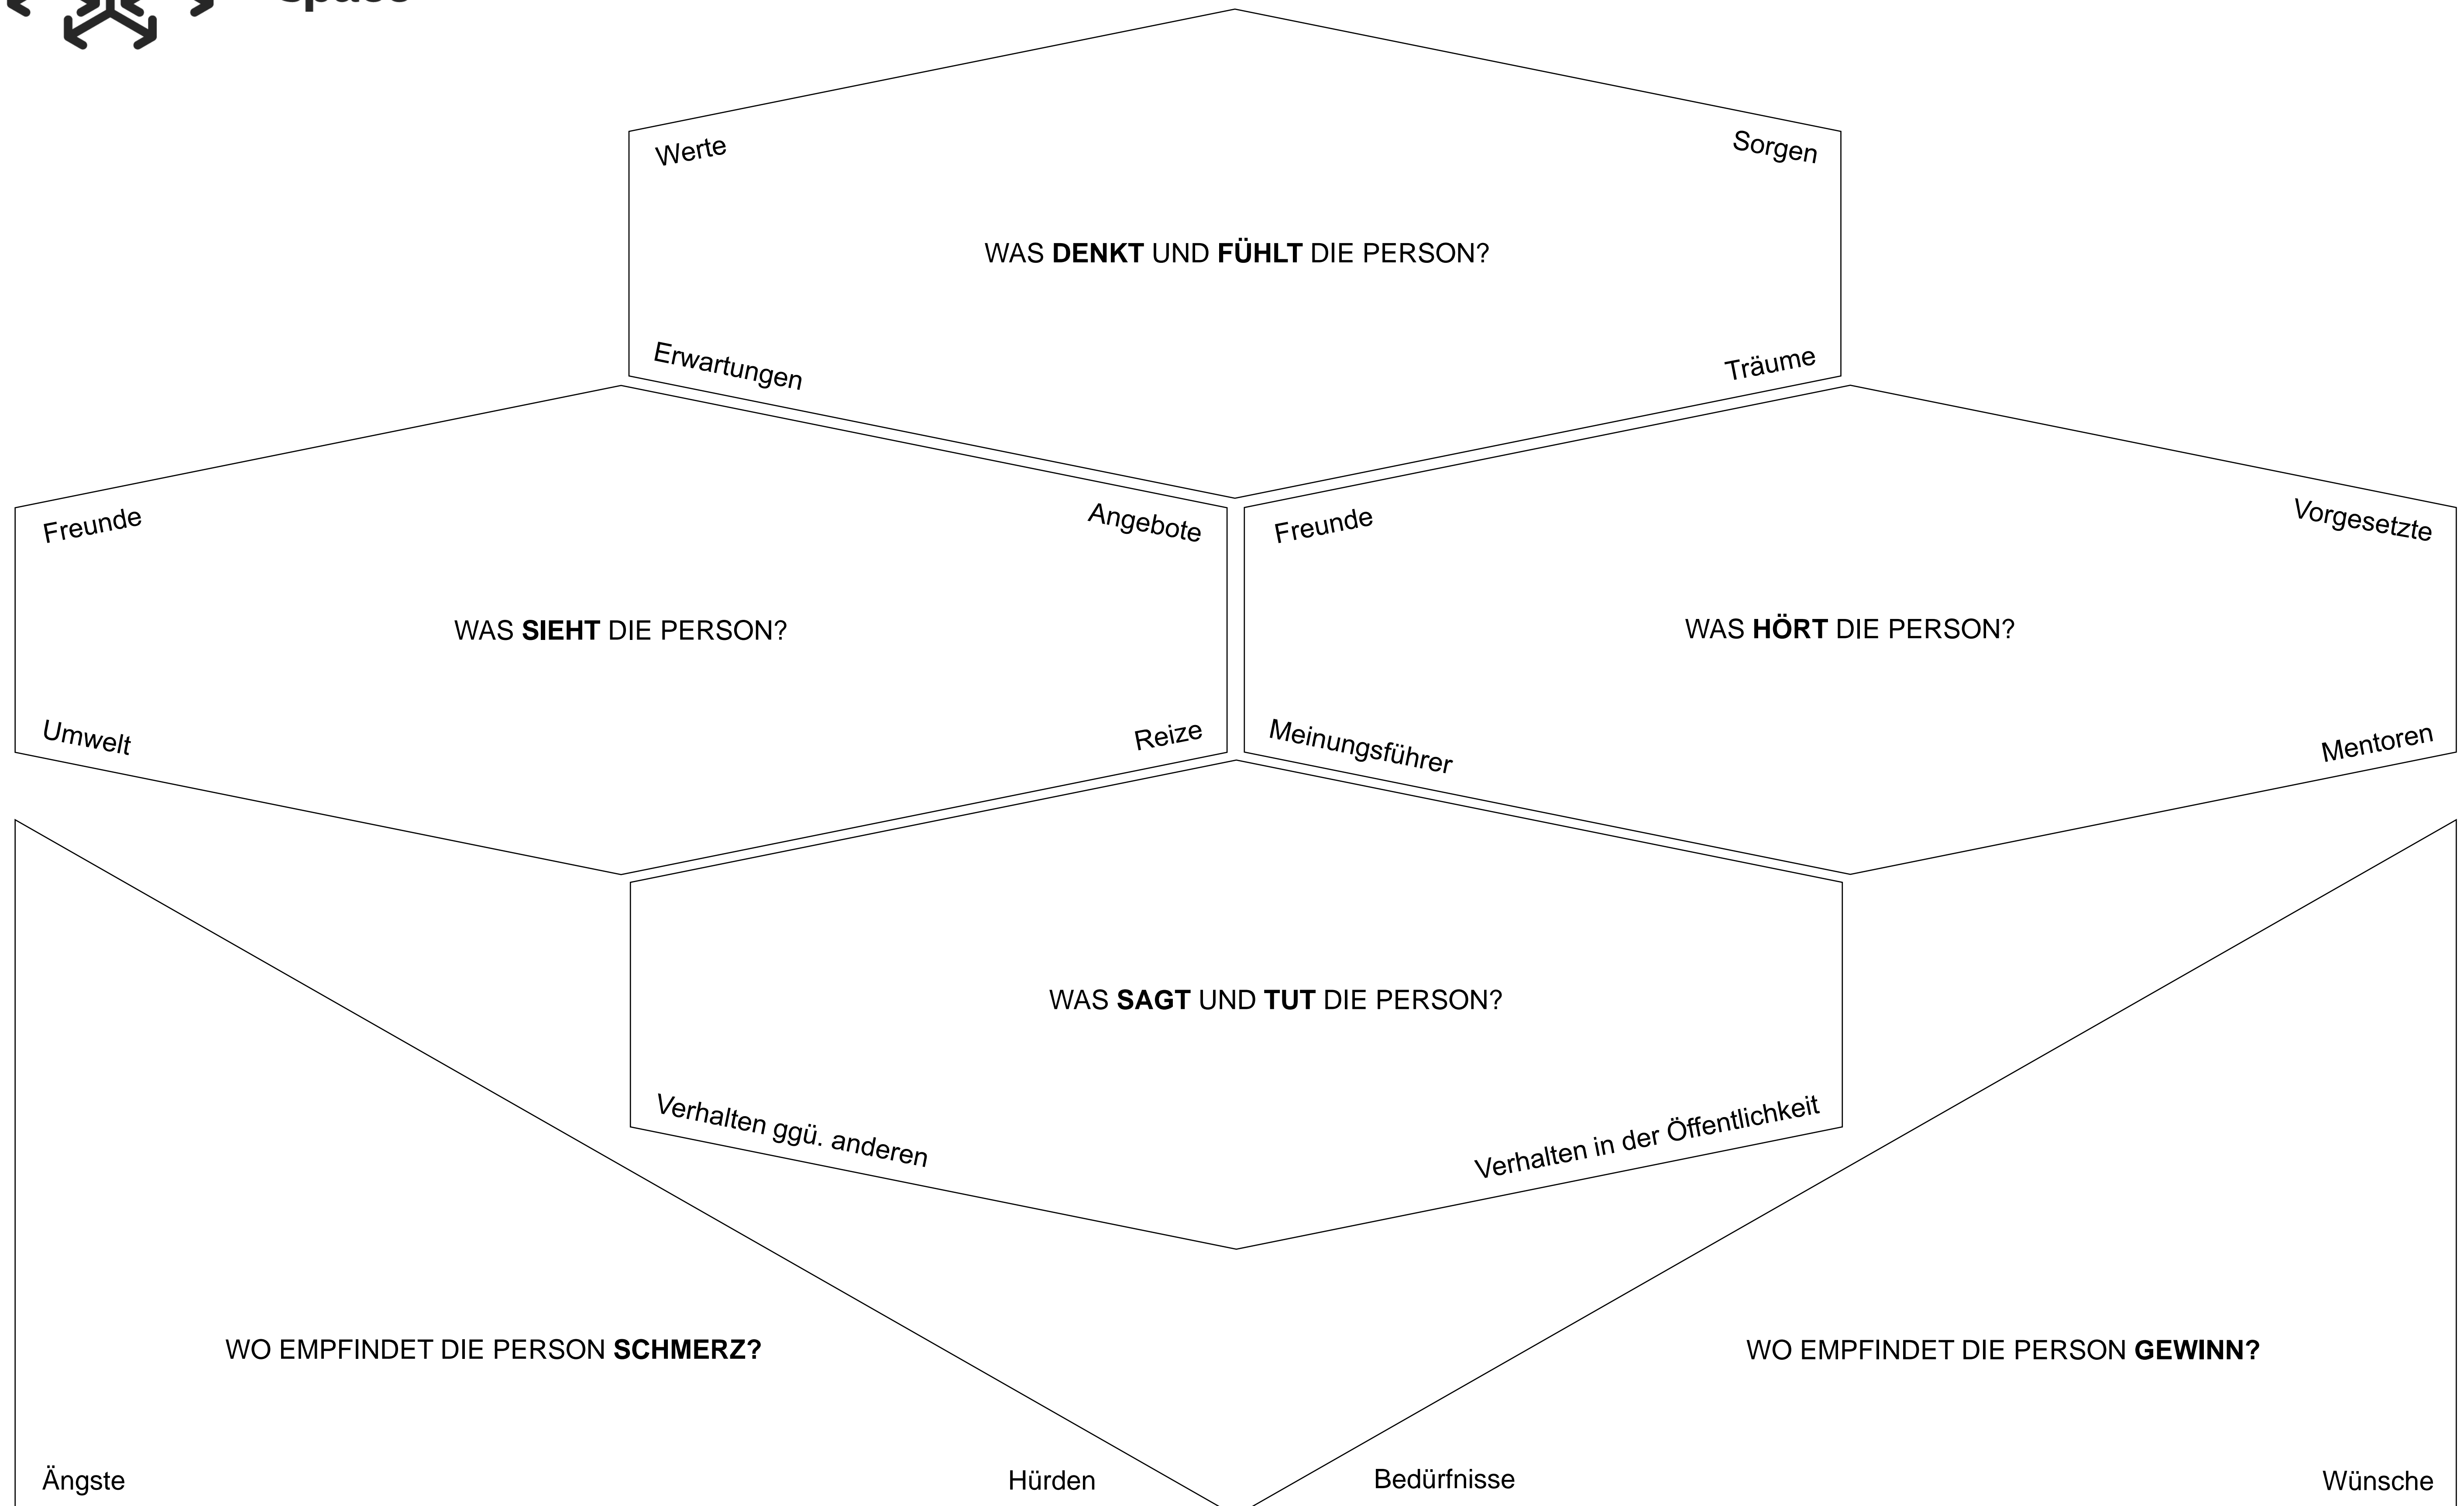 Werte
Sorgen
WAS DENKT UND FÜHLT DIE PERSON?
Erwartungen
Träume
Freunde
Angebote
WAS SIEHT DIE PERSON?
Umwelt
Reize
Freunde
Vorgesetzte
WAS HÖRT DIE PERSON?
Meinungsführer
Mentoren
WAS SAGT UND TUT DIE PERSON?
Verhalten ggü. anderen
Verhalten in der Öffentlichkeit
WO EMPFINDET DIE PERSON SCHMERZ?
Ängste
Hürden
WO EMPFINDET DIE PERSON GEWINN?
Bedürfnisse
Wünsche